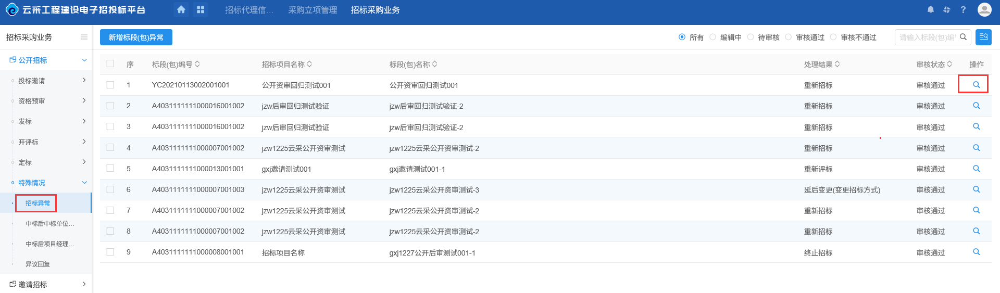 云采工程建设电子招投标平台 招标代理信... 采购立项管理 招标采购业务
招标采购业务
新增标段(包)异常 所有 编辑中 待审核 审核通过 审核不通过 请输入标段(包)编
公开招标
投标邀请
资格预审
发标
开评标
定标
特殊情况
招标异常
中标后中标单位...
中标后项目经理...
异议回复
邀请招标
序 标段(包)编号 招标项目名称 标段(包)名称 处理结果 审核状态 操作
1 YC20210113002001001 公开资审回归测试001 公开资审回归测试001 重新招标 审核通过
2 A4031111111000016001002 jzw后审回归测试验证 jzw后审回归测试验证-2 重新招标 审核通过
3 A4031111111000016001002 jzw后审回归测试验证 jzw后审回归测试验证-2 重新招标 审核通过
4 A4031111111000007001002 jzw1225云采公开资审测试 jzw1225云采公开资审测试-2 重新招标 审核通过
5 A4031111111000013001001 gxj邀请测试001 gxj邀请测试001-1 重新评标 审核通过
6 A4031111111000007001003 jzw1225云采公开资审测试 jzw1225云采公开资审测试-3 延后变更(变更招标方式) 审核通过
7 A4031111111000007001002 jzw1225云采公开资审测试 jzw1225云采公开资审测试-2 重新招标 审核通过
8 A4031111111000007001002 jzw1225云采公开资审测试 jzw1225云采公开资审测试-2 重新招标 审核通过
9 A4031111111000008001001 招标项目名称 gxj1227公开后审测试001-1 终止招标 审核通过